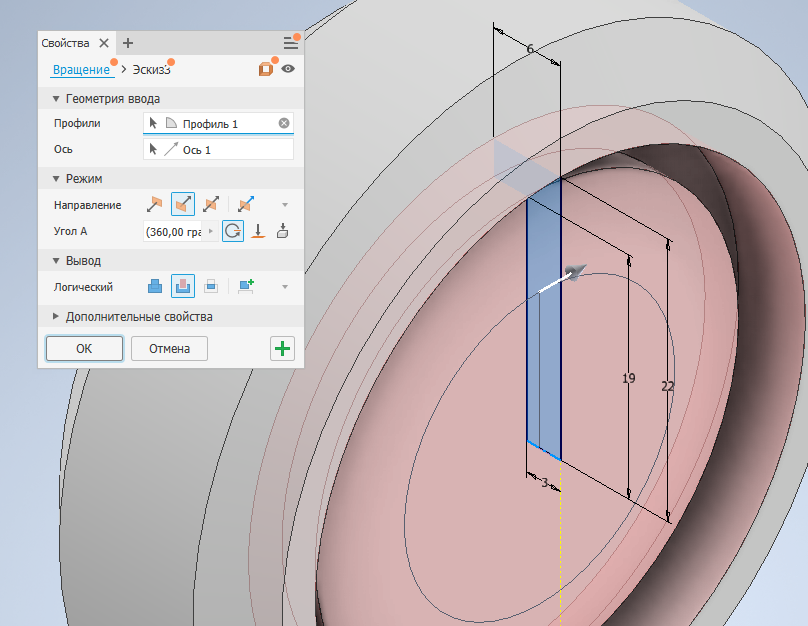 Свойства
Вращение > Эскиз3
Геометрия ввода
Профили Профиль 1
Ось Ось 1
Режим
Направление
Угол A (360,00 гра
Вывод
Логический
Дополнительные свойства
ОК Отмена
6
19
22
3